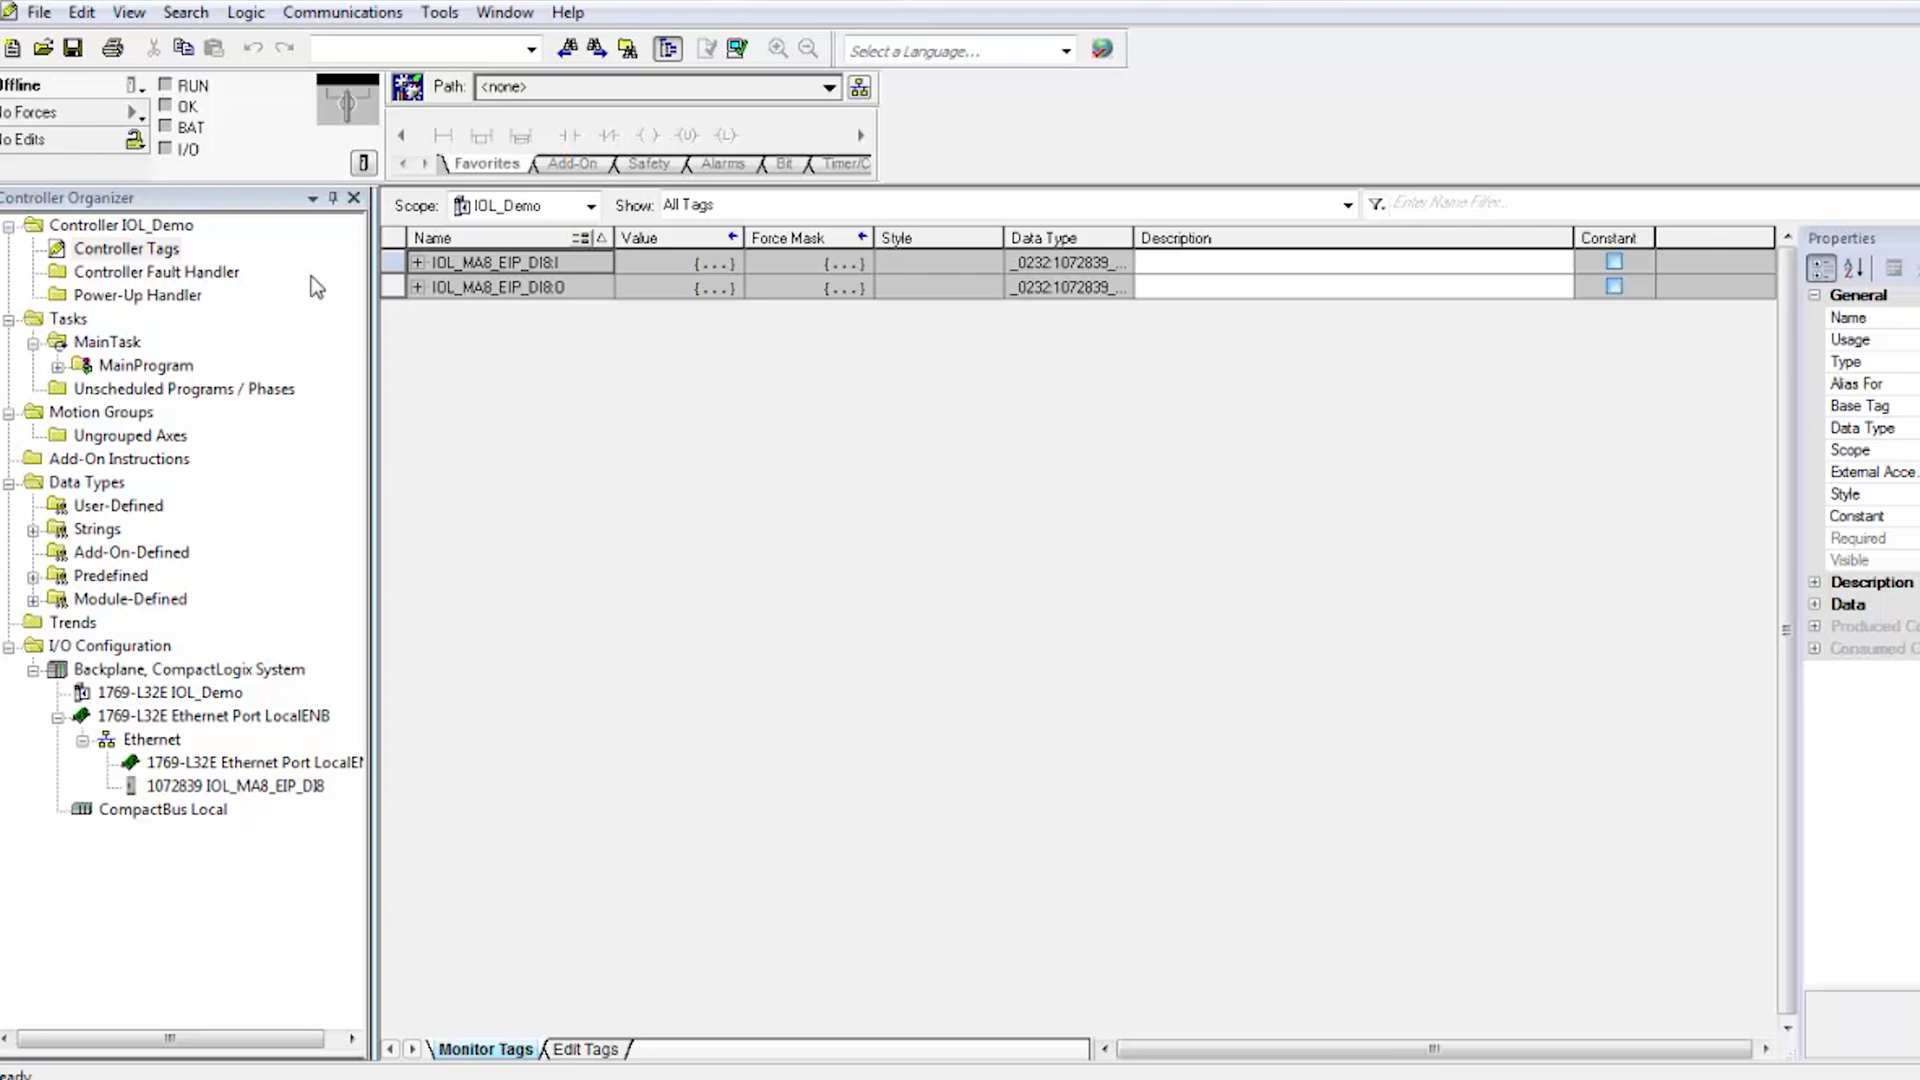 File Edit View Search Logic Communications Tools Window Help
Select a Language...
Offline
RUN
Path: <none>
No Forces
OK
No Edits
BAT
I/O
Favorites Add-On Safety Alarms Bit Timer/C
Controller Organizer
Scope: IOL_Demo Show: All Tags Enter Name Filter...
Name Value Force Mask Style Data Type Description Constant
IOL_MA8_EIP_DI8:I {...} {...} _0232:1072839_...
IOL_MA8_EIP_DI8:O {...} {...} _0232:1072839_...
Controller IOL_Demo
Controller Tags
Controller Fault Handler
Power-Up Handler
Tasks
MainTask
MainProgram
Unscheduled Programs / Phases
Motion Groups
Ungrouped Axes
Add-On Instructions
Data Types
User-Defined
Strings
Add-On-Defined
Predefined
Module-Defined
Trends
I/O Configuration
Backplane, CompactLogix System
1769-L32E IOL_Demo
1769-L32E Ethernet Port LocalENB
Ethernet
1769-L32E Ethernet Port LocalEN
1072839 IOL_MA8_EIP_DI8
CompactBus Local
Properties
General
Name
Usage
Type
Alias For
Base Tag
Data Type
Scope
External Acce...
Style
Constant
Required
Visible
Description
Data
Produced Co
Consumed C
Monitor Tags Edit Tags
eady